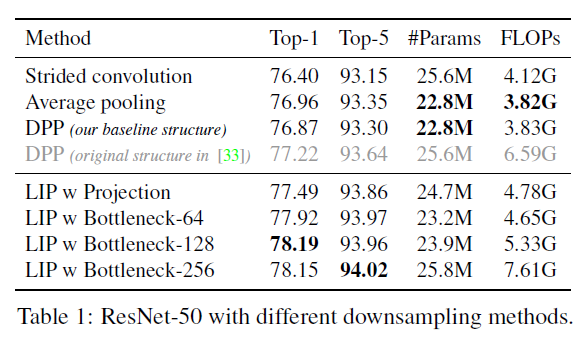 Method Top-1 Top-5 #Params FLOPs
Strided convolution 76.40 93.15 25.6M 4.12G
Average pooling 76.96 93.35 22.8M 3.82G
DPP (our baseline structure) 76.87 93.30 22.8M 3.83G
DPP (original structure in [33]) 77.22 93.64 25.6M 6.59G
LIP w Projection 77.49 93.86 24.7M 4.78G
LIP w Bottleneck-64 77.92 93.97 23.2M 4.65G
LIP w Bottleneck-128 78.19 93.96 23.9M 5.33G
LIP w Bottleneck-256 78.15 94.02 25.8M 7.61G
Table 1: ResNet-50 with different downsampling methods.